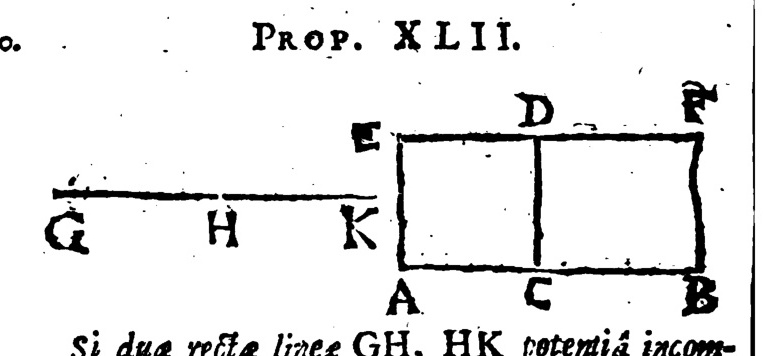 o.
PROP. XLII.
E D F
G H K
A C B
Si duæ rectæ lineæ GH, HK potentiâ incom-